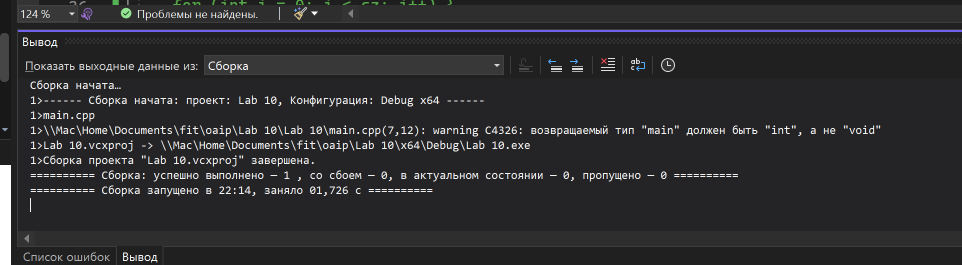 124 %
Проблемы не найдены.
Вывод
Показать выходные данные из: Сборка
Сборка начата…
1>------ Сборка начата: проект: Lab 10, Конфигурация: Debug x64 ------
1>main.cpp
1>\\Mac\Home\Documents\fit\oaip\Lab 10\Lab 10\main.cpp(7,12): warning C4326: возвращаемый тип "main" должен быть "int", а не "void"
1>Lab 10.vcxproj -> \\Mac\Home\Documents\fit\oaip\Lab 10\x64\Debug\Lab 10.exe
1>Сборка проекта "Lab 10.vcxproj" завершена.
========== Сборка: успешно выполнено — 1 , со сбоем — 0, в актуальном состоянии — 0, пропущено — 0 ==========
========== Сборка запущено в 22:14, заняло 01,726 с ==========
Список ошибок Вывод